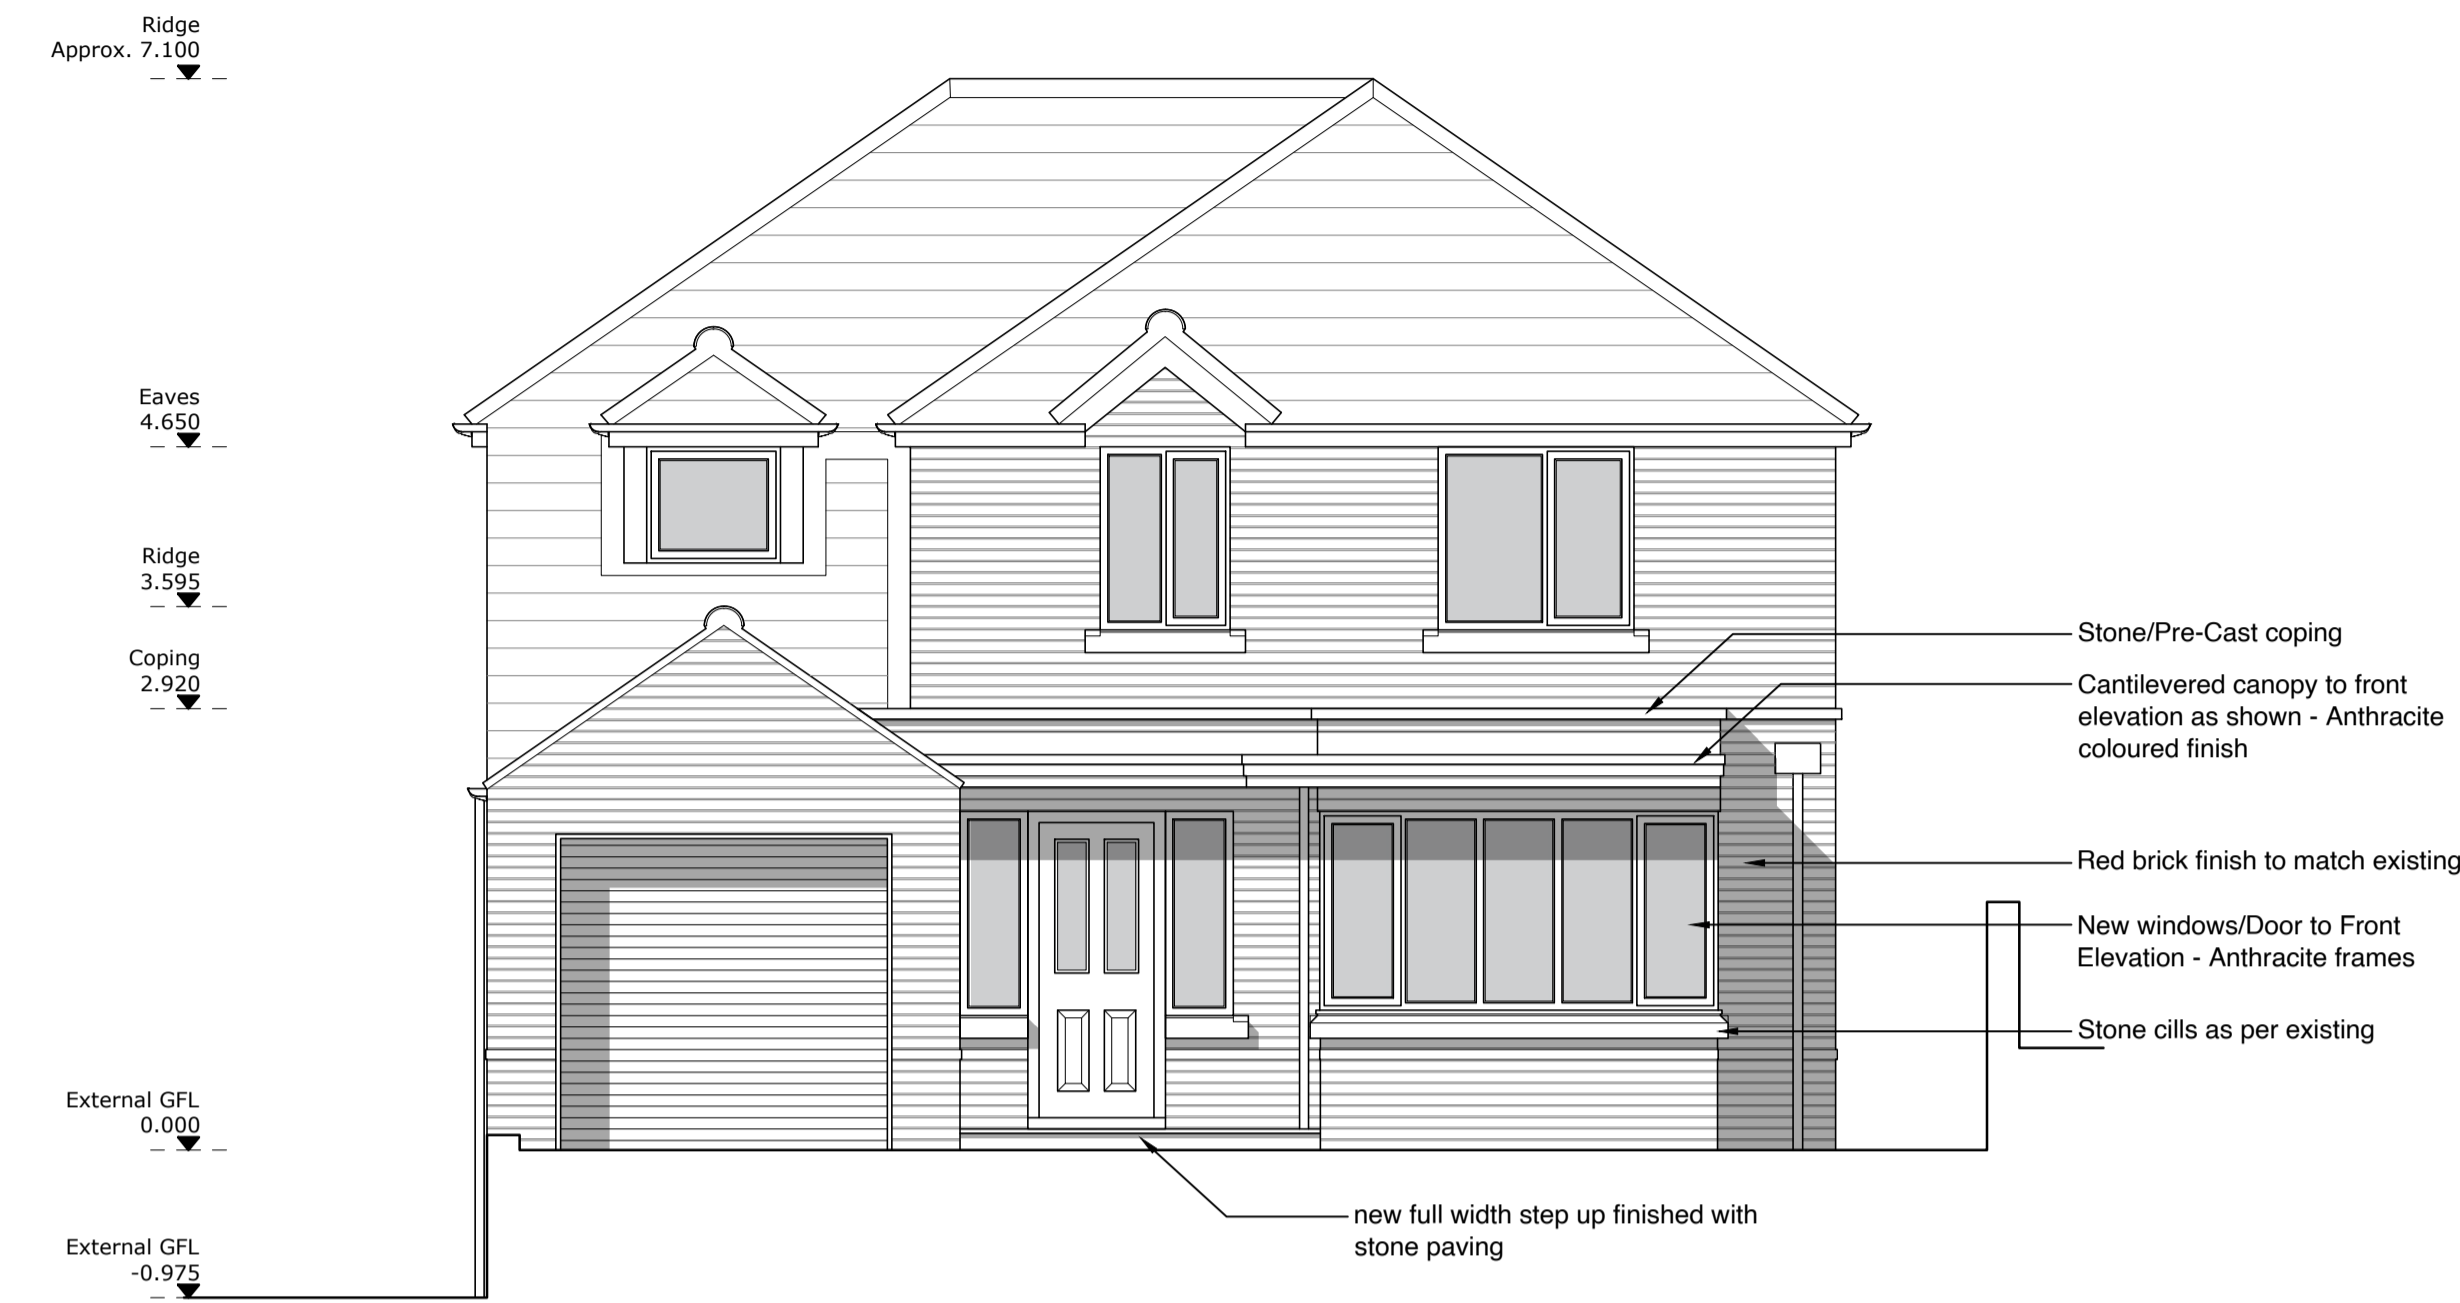 Ridge
Approx. 7.100
Eaves
4.650
Ridge
3.595
Coping
2.920
External GFL
0.000
External GFL
-0.975
Stone/Pre-Cast coping
Cantilevered canopy to front
elevation as shown - Anthracite
coloured finish
Red brick finish to match existing
New windows/Door to Front
Elevation - Anthracite frames
Stone cills as per existing
new full width step up finished with
stone paving